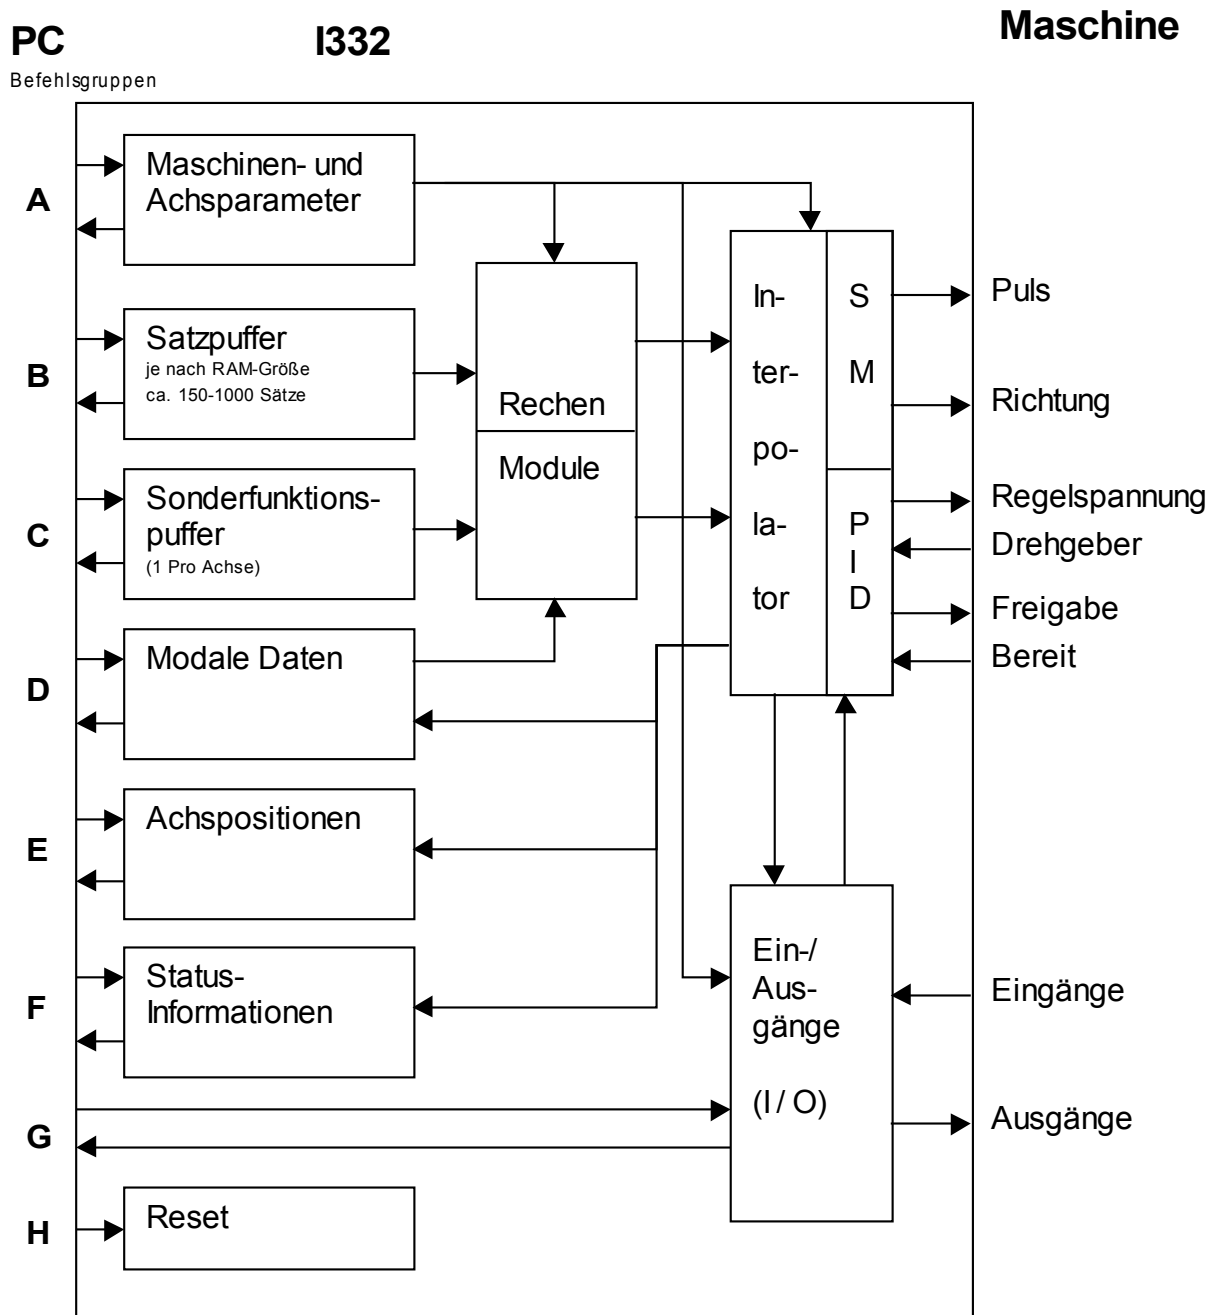 PC
I332
Maschine
Befehlsgruppen
A
Maschinen- und
Achsparameter
B
Satzpuffer
je nach RAM-Größe
ca. 150-1000 Sätze
C
Sonderfunktions-
puffer
(1 Pro Achse)
D
Modale Daten
E
Achspositionen
F
Status-
Informationen
G
H
Reset
Rechen
Module
In-
ter-
po-
la-
tor
S
M
P
I
D
Ein-/
Aus-
gänge
(I / O)
Puls
Richtung
Regelspannung
Drehgeber
Freigabe
Bereit
Eingänge
Ausgänge